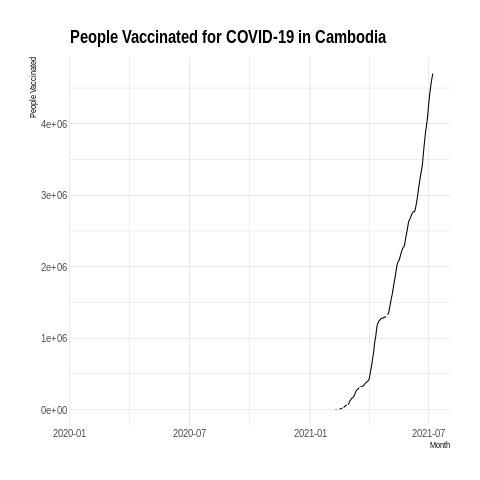 People Vaccinated for COVID-19 in Cambodia
People Vaccinated
4e+06
3e+06
2e+06
1e+06
0e+00
2020-01 2020-07 2021-01 2021-07
Month